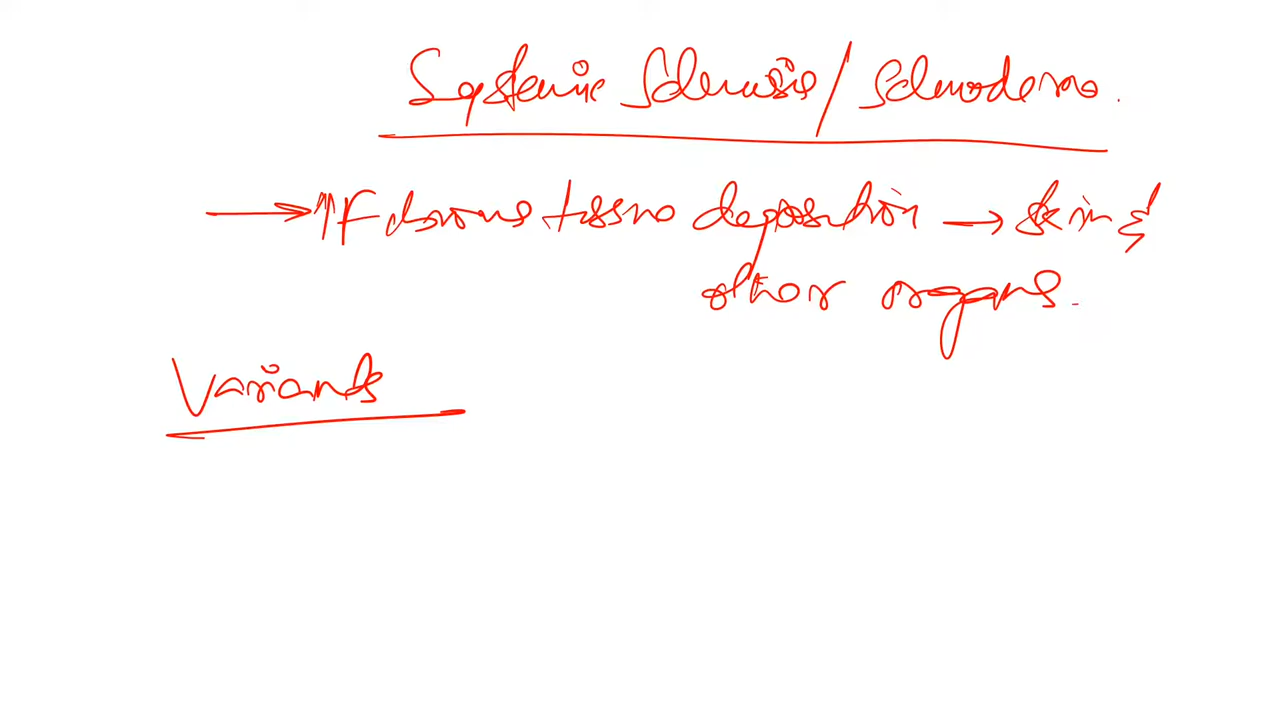 Systemic Sclerosis/ Scleroderma.
→ ↑↑ Fibrous tissue deposition → skin &
other organs.
Variants